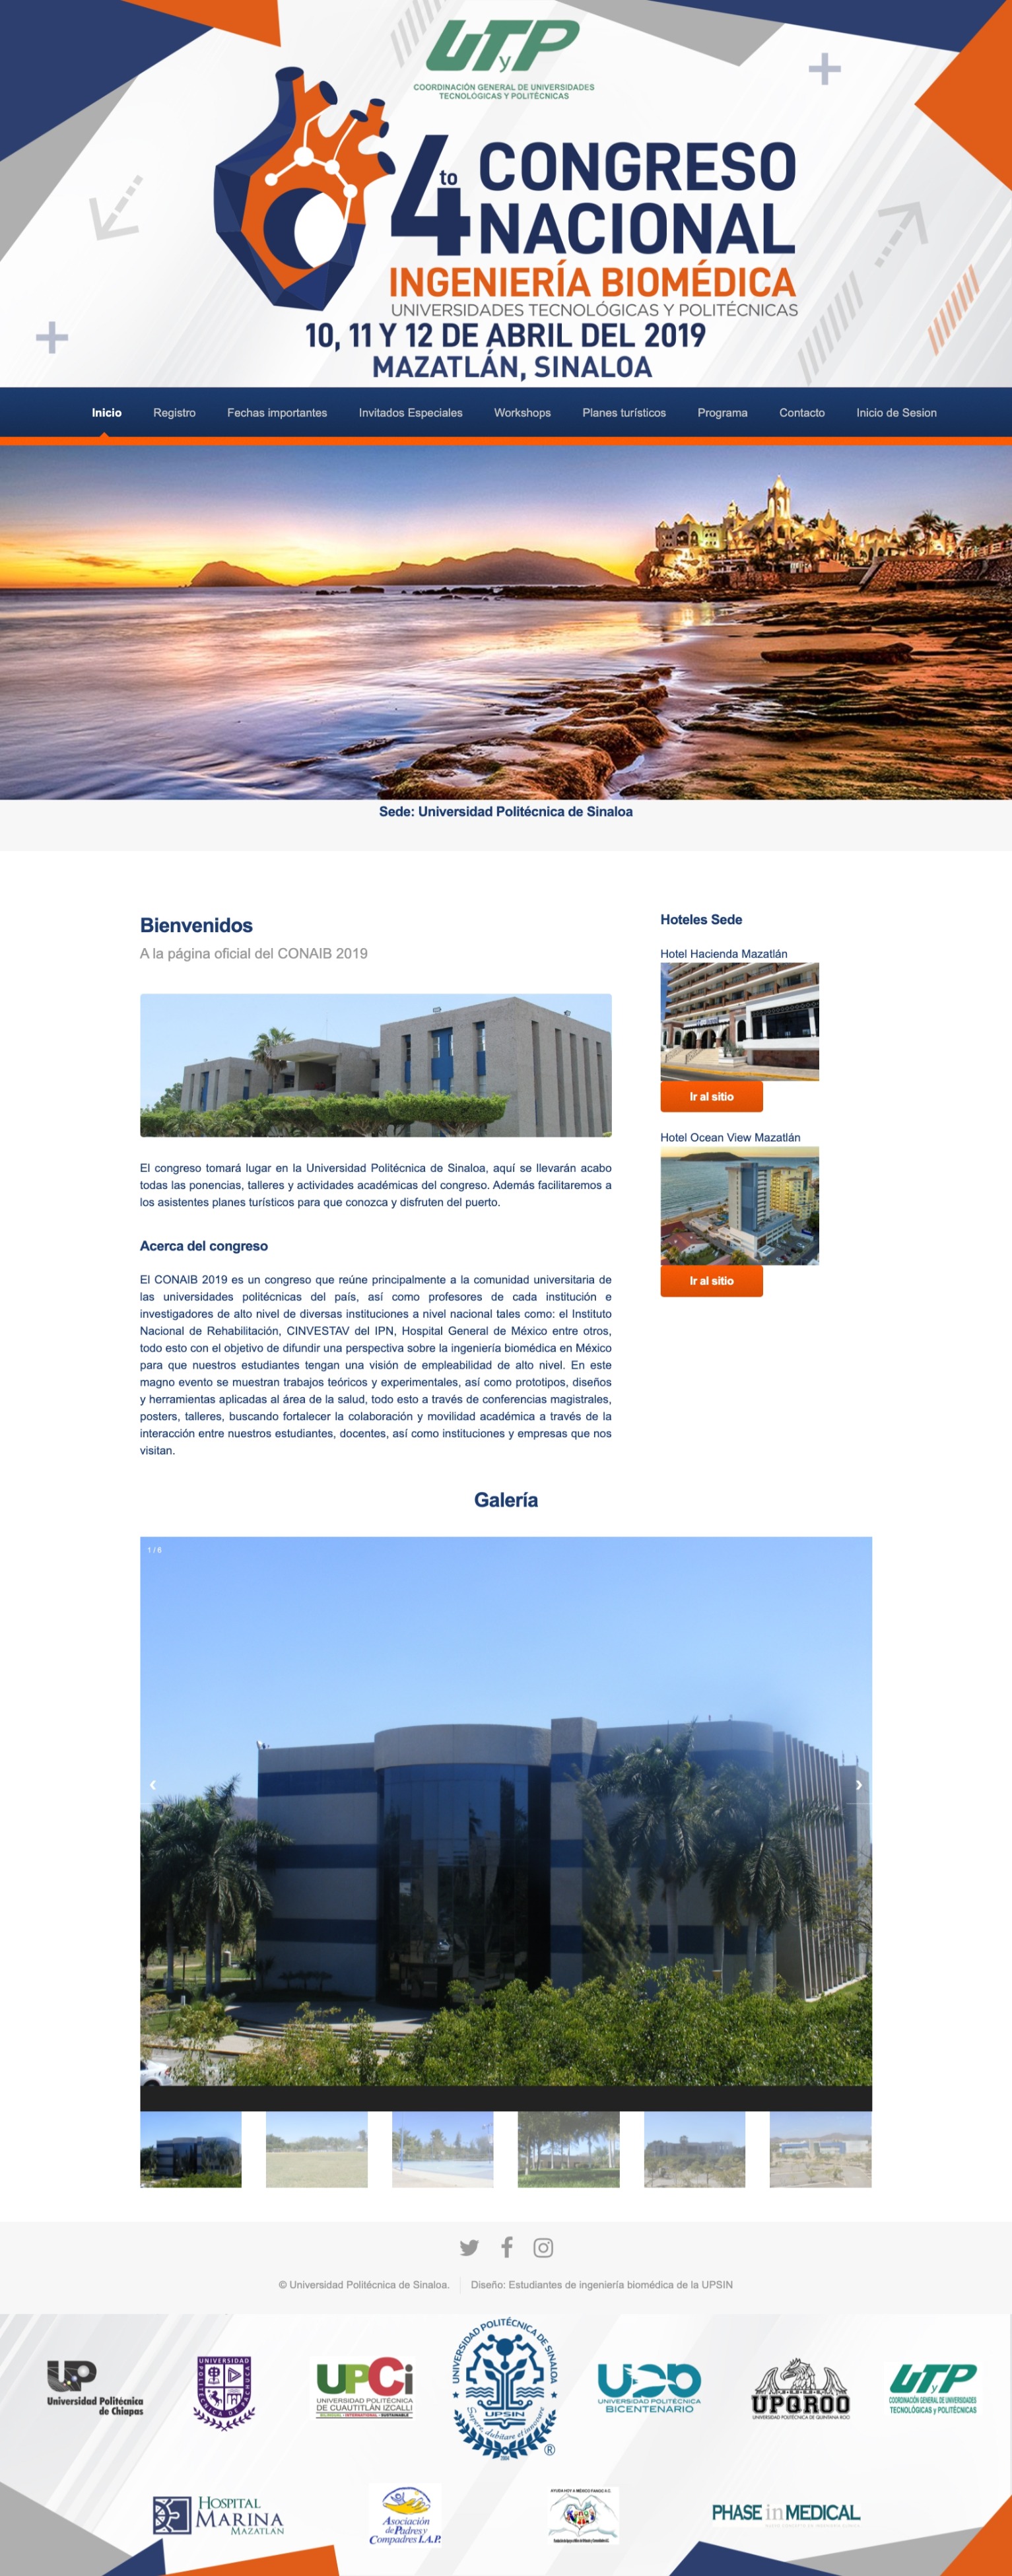 UTyP
COORDINACIÓN GENERAL DE UNIVERSIDADES
TECNOLÓGICAS Y POLITÉCNICAS
4to CONGRESO
NACIONAL
INGENIERÍA BIOMÉDICA
UNIVERSIDADES TECNOLÓGICAS Y POLITÉCNICAS
10, 11 Y 12 DE ABRIL DEL 2019
MAZATLÁN, SINALOA
Inicio Registro Fechas importantes Invitados Especiales Workshops Planes turísticos Programa Contacto Inicio de Sesion
Sede: Universidad Politécnica de Sinaloa
Bienvenidos
A la página oficial del CONAIB 2019
El congreso tomará lugar en la Universidad Politécnica de Sinaloa, aquí se llevarán acabo
todas las ponencias, talleres y actividades académicas del congreso. Además facilitaremos a
los asistentes planes turísticos para que conozca y disfruten del puerto.
Acerca del congreso
El CONAIB 2019 es un congreso que reúne principalmente a la comunidad universitaria de
las universidades politécnicas del país, así como profesores de cada institución e
investigadores de alto nivel de diversas instituciones a nivel nacional tales como: el Instituto
Nacional de Rehabilitación, CINVESTAV del IPN, Hospital General de México entre otros,
todo esto con el objetivo de difundir una perspectiva sobre la ingeniería biomédica en México
para que nuestros estudiantes tengan una visión de empleabilidad de alto nivel. En este
magno evento se muestran trabajos teóricos y experimentales, así como prototipos, diseños
y herramientas aplicadas al área de la salud, todo esto a través de conferencias magistrales,
posters, talleres, buscando fortalecer la colaboración y movilidad académica a través de la
interacción entre nuestros estudiantes, docentes, así como instituciones y empresas que nos
visitan.
Hoteles Sede
Hotel Hacienda Mazatlán
Ir al sitio
Hotel Ocean View Mazatlán
Ir al sitio
Galería
1 / 6
© Universidad Politécnica de Sinaloa. Diseño: Estudiantes de ingeniería biomédica de la UPSIN
UP
Universidad Politécnica
de Chiapas
UNIVERSIDAD
UPCi
UNIVERSIDAD POLITÉCNICA
DE CUAUTITLÁN IZCALLI
BILINGUAL · INTERNATIONAL · SUSTAINABLE
UNIVERSIDAD POLITÉCNICA DE SINALOA
UPSIN
Sapere, dubitare et innovare
2004
®
UPB
UNIVERSIDAD POLITÉCNICA
BICENTENARIO
UPQROO
UNIVERSIDAD POLITÉCNICA DE QUINTANA ROO
UTyP
COORDINACIÓN GENERAL DE UNIVERSIDADES
TECNOLÓGICAS Y POLITÉCNICAS
HOSPITAL
MARINA
MAZATLÁN
Asociación
de Padres y
Compadres I.A.P.
PHASE in MEDICAL